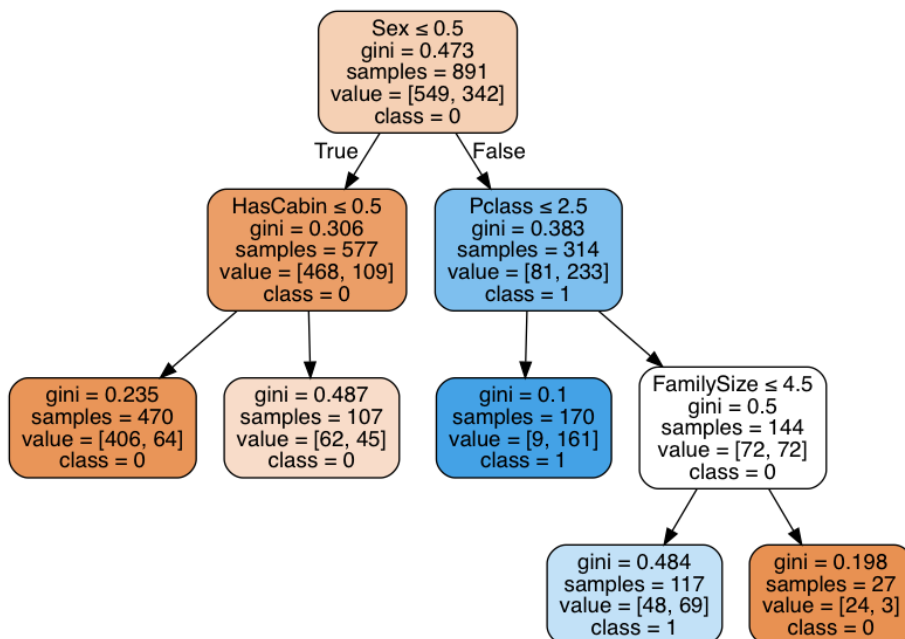 Sex ≤ 0.5
gini = 0.473
samples = 891
value = [549, 342]
class = 0
True
False
HasCabin ≤ 0.5
gini = 0.306
samples = 577
value = [468, 109]
class = 0
Pclass ≤ 2.5
gini = 0.383
samples = 314
value = [81, 233]
class = 1
gini = 0.235
samples = 470
value = [406, 64]
class = 0
gini = 0.487
samples = 107
value = [62, 45]
class = 0
gini = 0.1
samples = 170
value = [9, 161]
class = 1
FamilySize ≤ 4.5
gini = 0.5
samples = 144
value = [72, 72]
class = 0
gini = 0.484
samples = 117
value = [48, 69]
class = 1
gini = 0.198
samples = 27
value = [24, 3]
class = 0